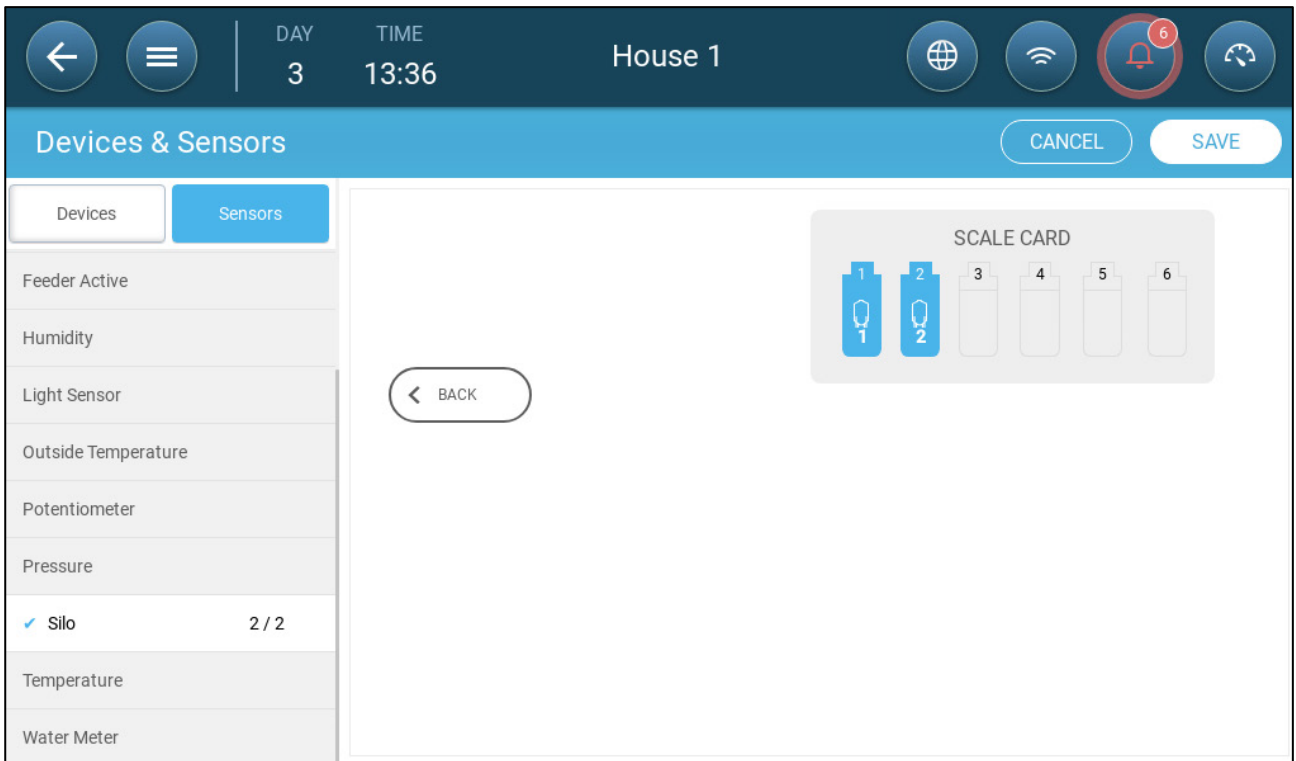 DAY TIME
3 13:36 House 1 6
Devices & Sensors CANCEL SAVE
Devices Sensors
SCALE CARD
1 2 3 4 5 6
1 2
Feeder Active
Humidity
Light Sensor
BACK
Outside Temperature
Potentiometer
Pressure
Silo 2 / 2
Temperature
Water Meter